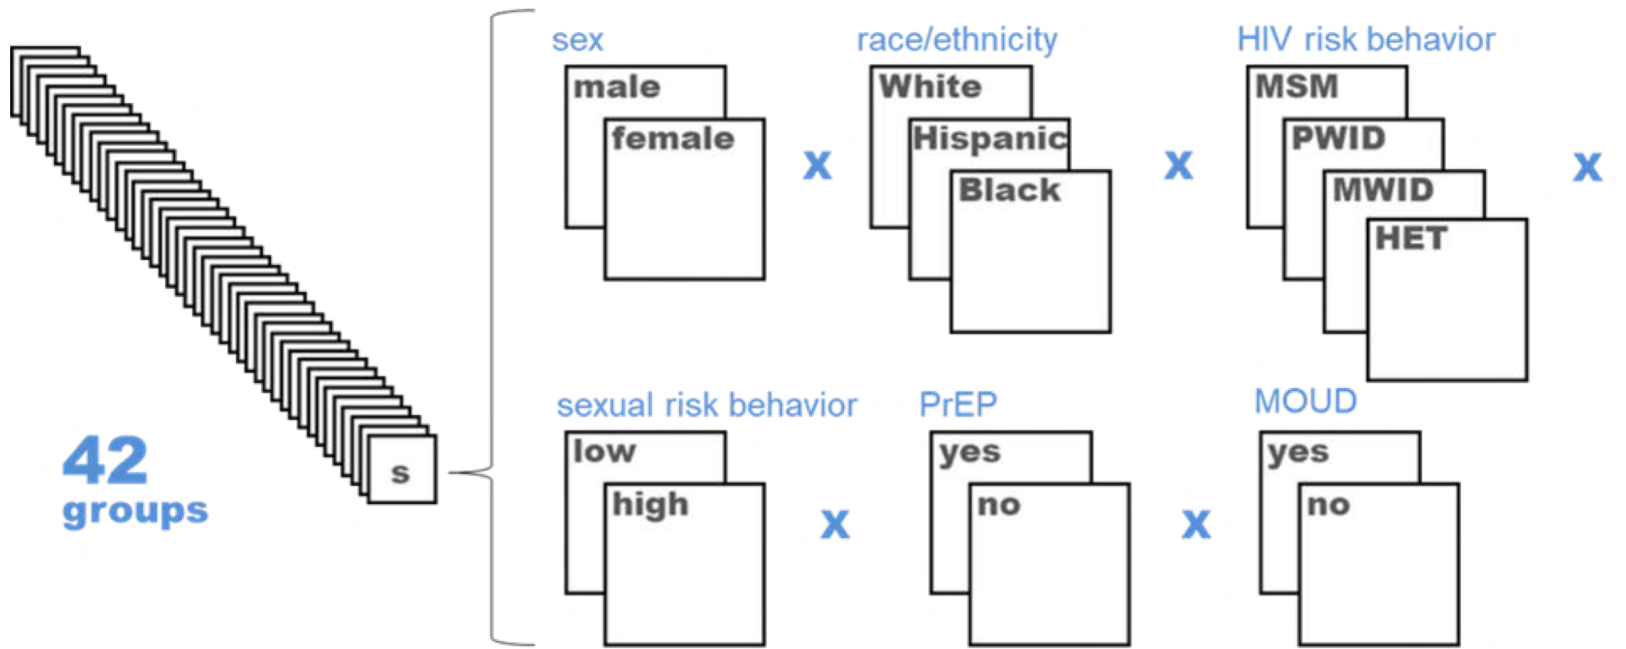 sex
male
female
x
race/ethnicity
White
Hispanic
Black
x
HIV risk behavior
MSM
PWID
MWID
HET
x
sexual risk behavior
low
high
x
PrEP
yes
no
x
MOUD
yes
no
s
42
groups